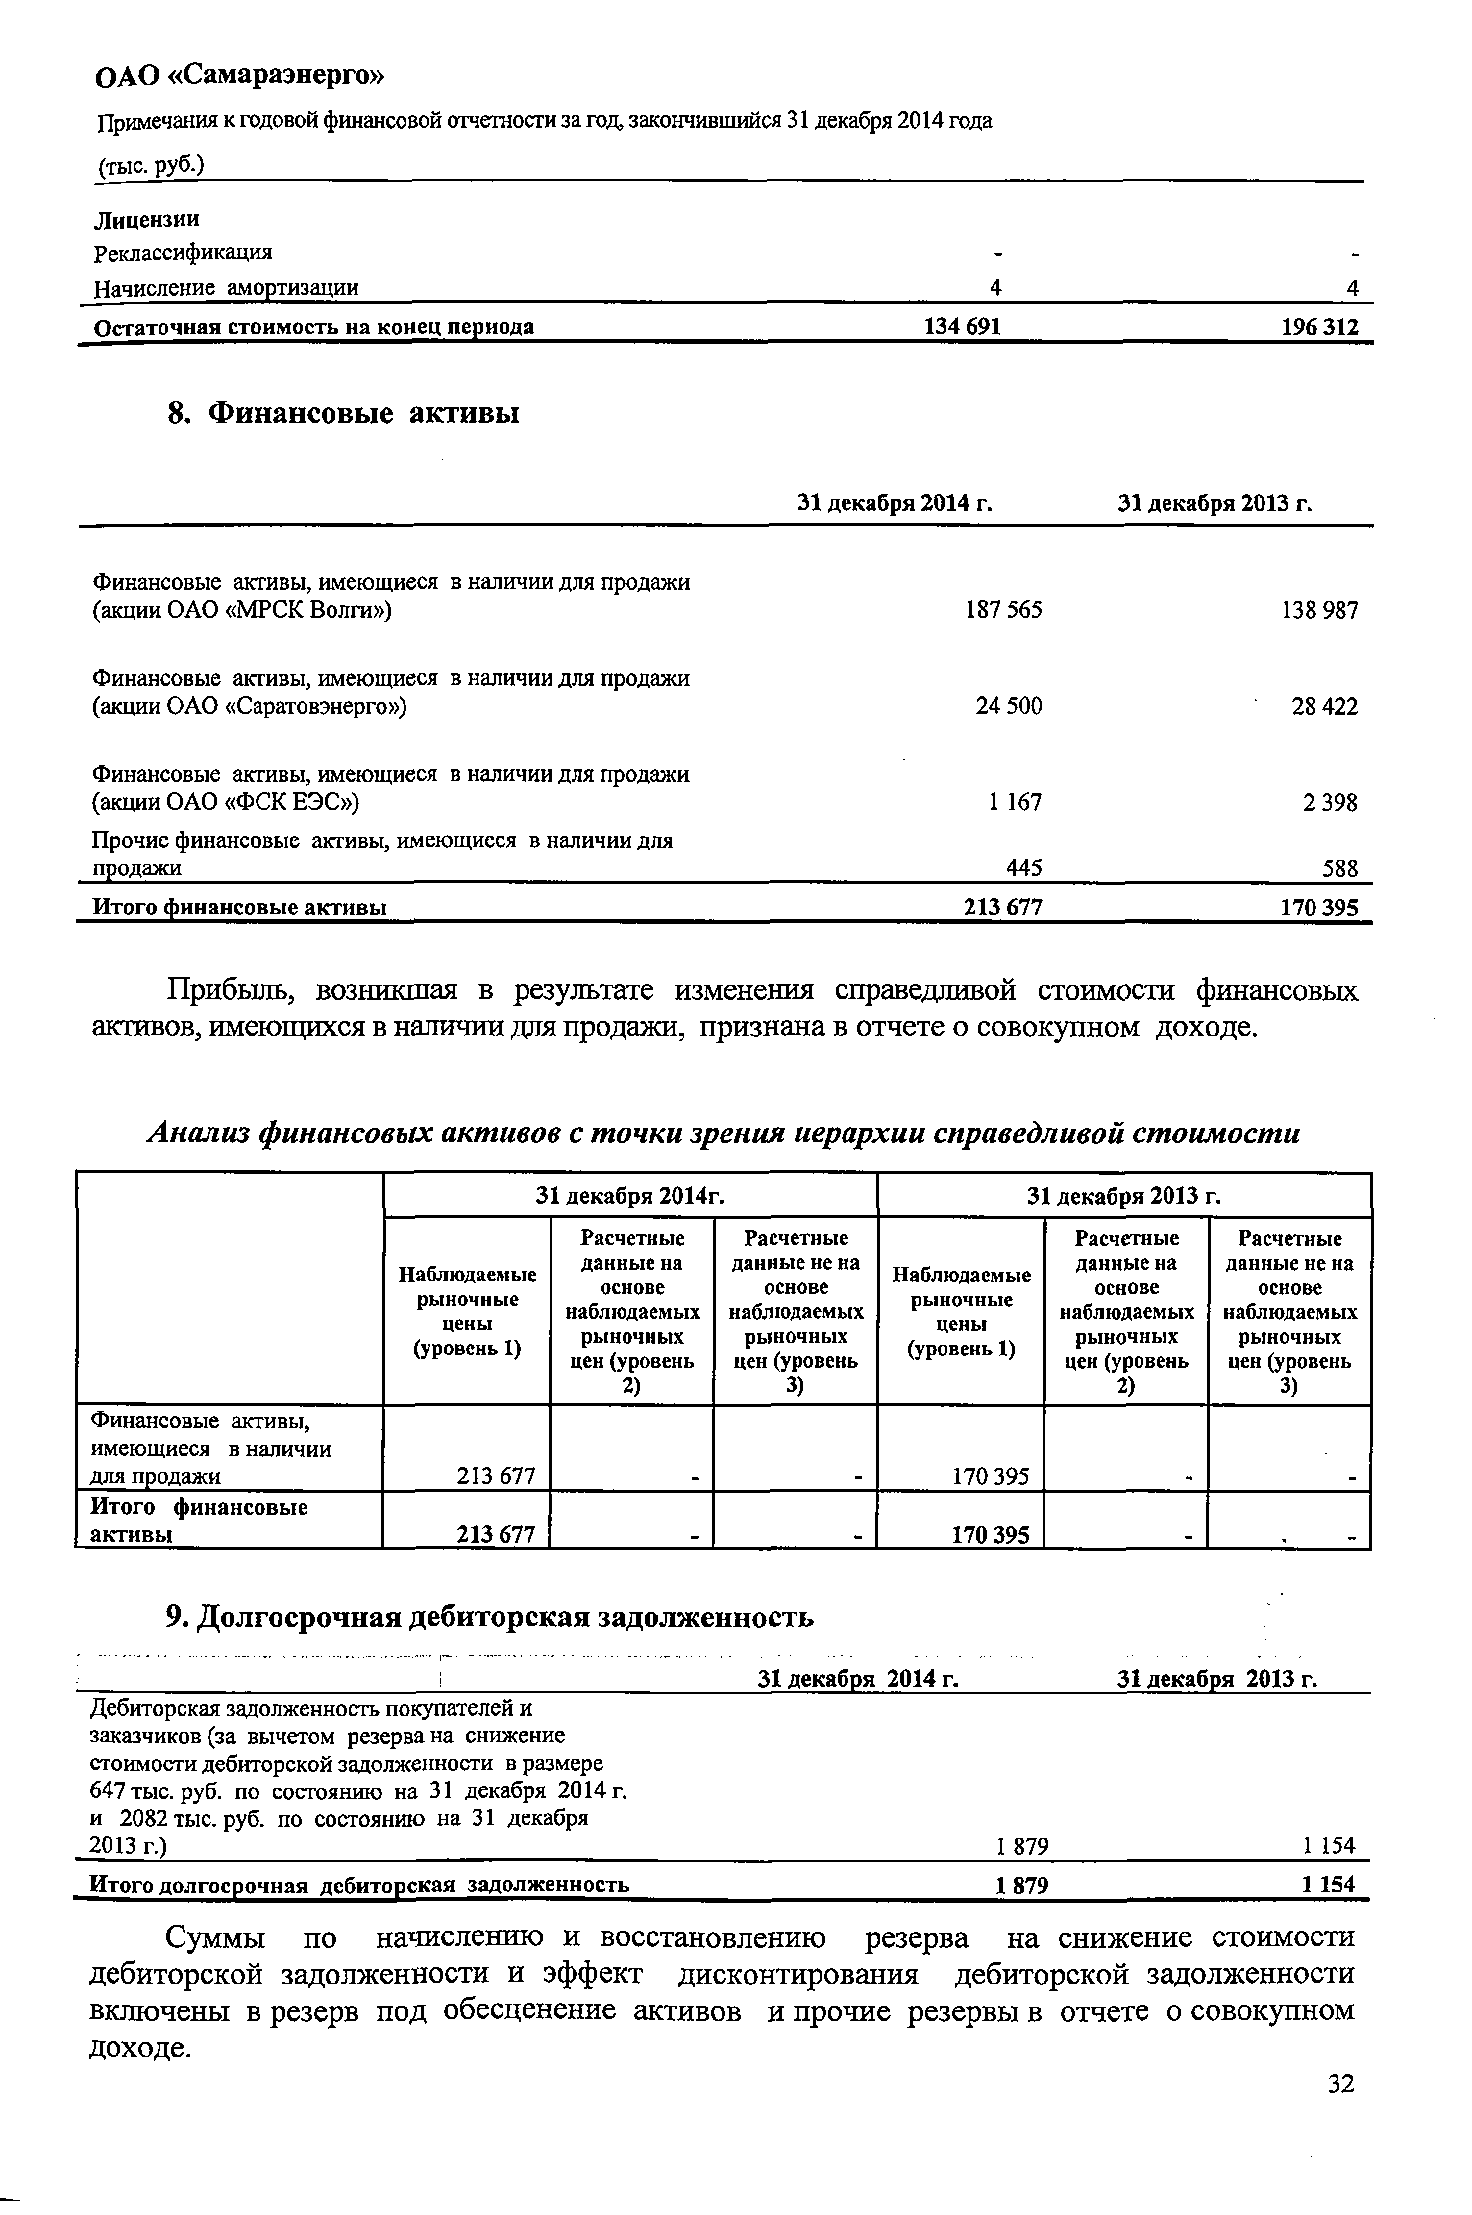 ОАО «Самараэнерго»
Примечания к годовой финансовой отчетности за год, закончившийся 31 декабря 2014 года
(тыс. руб.)
Лицензии
Реклассификация - -
Начисление амортизации 4 4
Остаточная стоимость на конец периода 134 691 196 312
8. Финансовые активы
31 декабря 2014 г. 31 декабря 2013 г.
Финансовые активы, имеющиеся в наличии для продажи
(акции ОАО «МРСК Волги») 187 565 138 987
Финансовые активы, имеющиеся в наличии для продажи
(акции ОАО «Саратовэнерго») 24 500 28 422
Финансовые активы, имеющиеся в наличии для продажи
(акции ОАО «ФСК ЕЭС») 1 167 2 398
Прочие финансовые активы, имеющиеся в наличии для
продажи 445 588
Итого финансовые активы 213 677 170 395
Прибыль, возникшая в результате изменения справедливой стоимости финансовых
активов, имеющихся в наличии для продажи, признана в отчете о совокупном доходе.
Анализ финансовых активов с точки зрения иерархии справедливой стоимости
31 декабря 2014г. 31 декабря 2013 г.
Наблюдаемые
рыночные
цены
(уровень 1)
Расчетные
данные на
основе
наблюдаемых
рыночных
цен (уровень
2)
Расчетные
данные не на
основе
наблюдаемых
рыночных
цен (уровень
3)
Наблюдаемые
рыночные
цены
(уровень 1)
Расчетные
данные на
основе
наблюдаемых
рыночных
цен (уровень
2)
Расчетные
данные не на
основе
наблюдаемых
рыночных
цен (уровень
3)
Финансовые активы,
имеющиеся в наличии
для продажи 213 677 - - 170 395 - -
Итого финансовые
активы 213 677 - - 170 395 - -
9. Долгосрочная дебиторская задолженность
31 декабря 2014 г. 31 декабря 2013 г.
Дебиторская задолженность покупателей и
заказчиков (за вычетом резерва на снижение
стоимости дебиторской задолженности в размере
647 тыс. руб. по состоянию на 31 декабря 2014 г.
и 2082 тыс. руб. по состоянию на 31 декабря
2013 г.) 1 879 1 154
Итого долгосрочная дебиторская задолженность 1 879 1 154
Суммы по начислению и восстановлению резерва на снижение стоимости
дебиторской задолженности и эффект дисконтирования дебиторской задолженности
включены в резерв под обесценение активов и прочие резервы в отчете о совокупном
доходе.
32